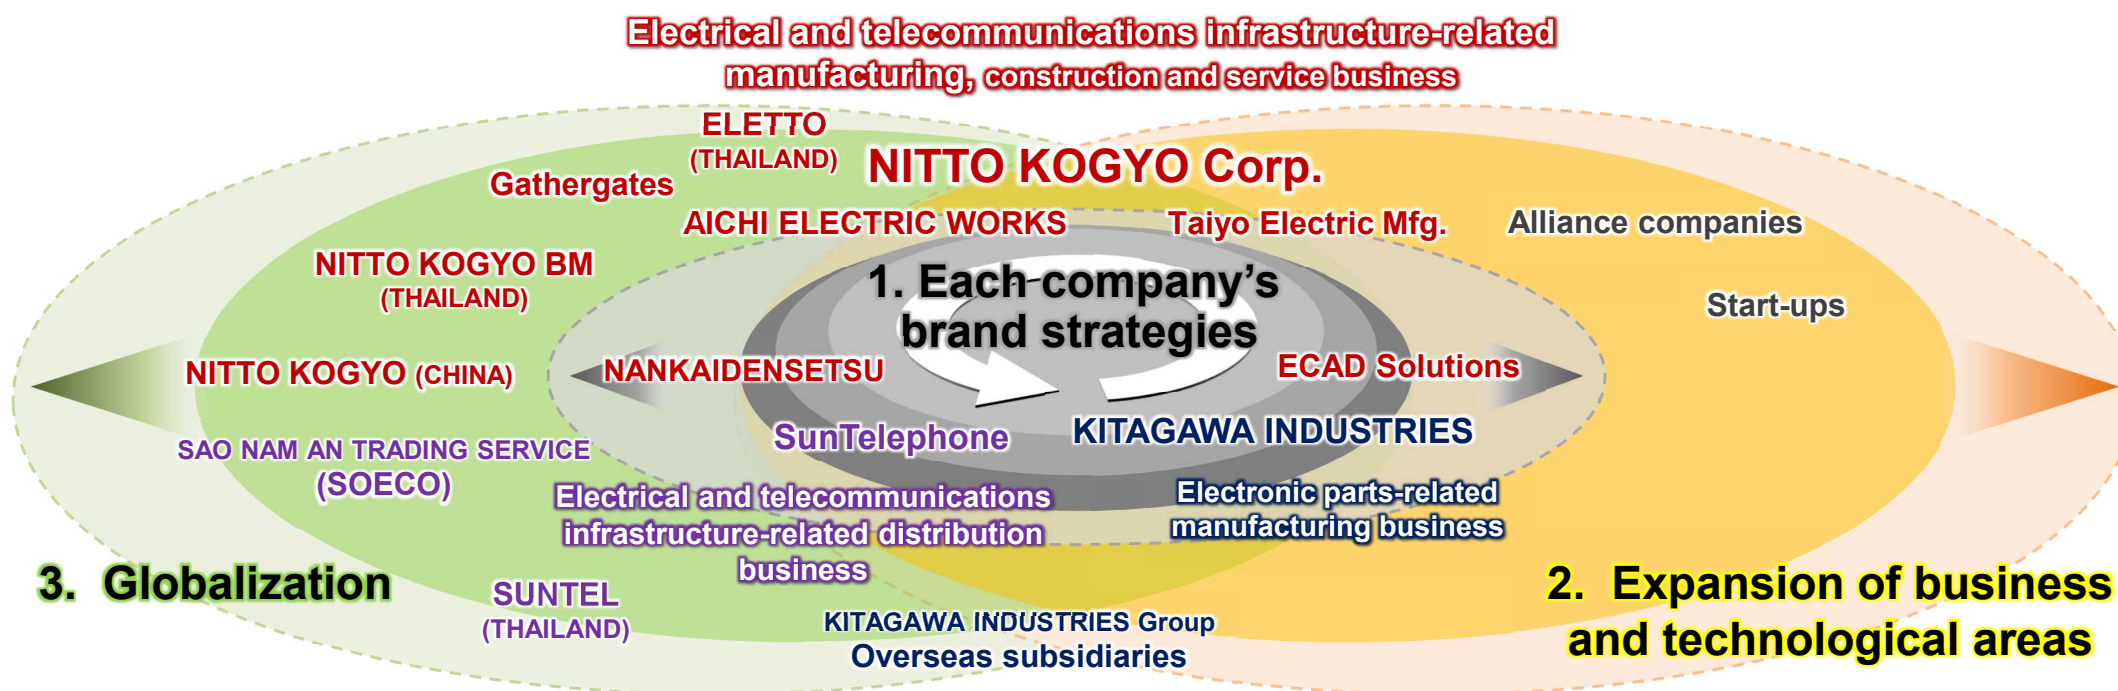 Electrical and telecommunications infrastructure-related
manufacturing, construction and service business
ELETTO
(THAILAND)
NITTO KOGYO Corp.
Gathergates
AICHI ELECTRIC WORKS
Taiyo Electric Mfg.
Alliance companies
NITTO KOGYO BM
(THAILAND)
1. Each company's
brand strategies
Start-ups
NITTO KOGYO (CHINA)
NANKAIDENSETSU
ECAD Solutions
SunTelephone
KITAGAWA INDUSTRIES
SAO NAM AN TRADING SERVICE
(SOECO)
Electrical and telecommunications
infrastructure-related distribution
business
Electronic parts-related
manufacturing business
3. Globalization
SUNTEL
(THAILAND)
KITAGAWA INDUSTRIES Group
Overseas subsidiaries
2. Expansion of business
and technological areas